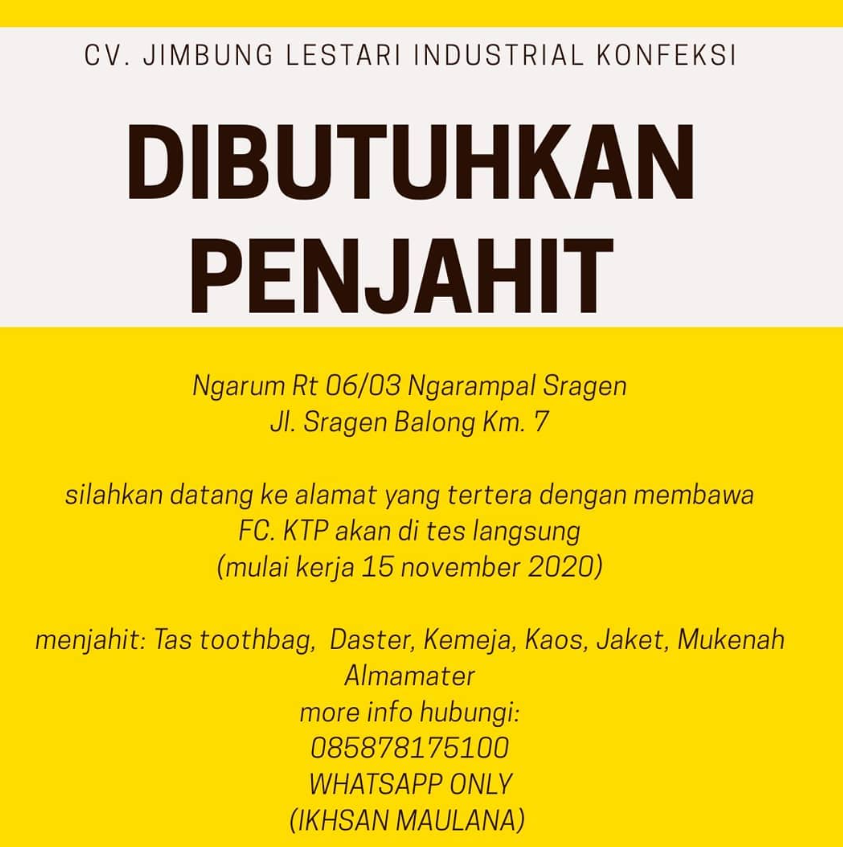 CV. JIMBUNG LESTARI INDUSTRIAL KONFEKSI
DIBUTUHKAN
PENJAHIT
Ngarum Rt 06/03 Ngarampal Sragen
Jl. Sragen Balong Km. 7
silahkan datang ke alamat yang tertera dengan membawa
FC. KTP akan di tes langsung
(mulai kerja 15 november 2020)
menjahit: Tas toothbag, Daster, Kemeja, Kaos, Jaket, Mukenah
Almamater
more info hubungi:
085878175100
WHATSAPP ONLY
(IKHSAN MAULANA)